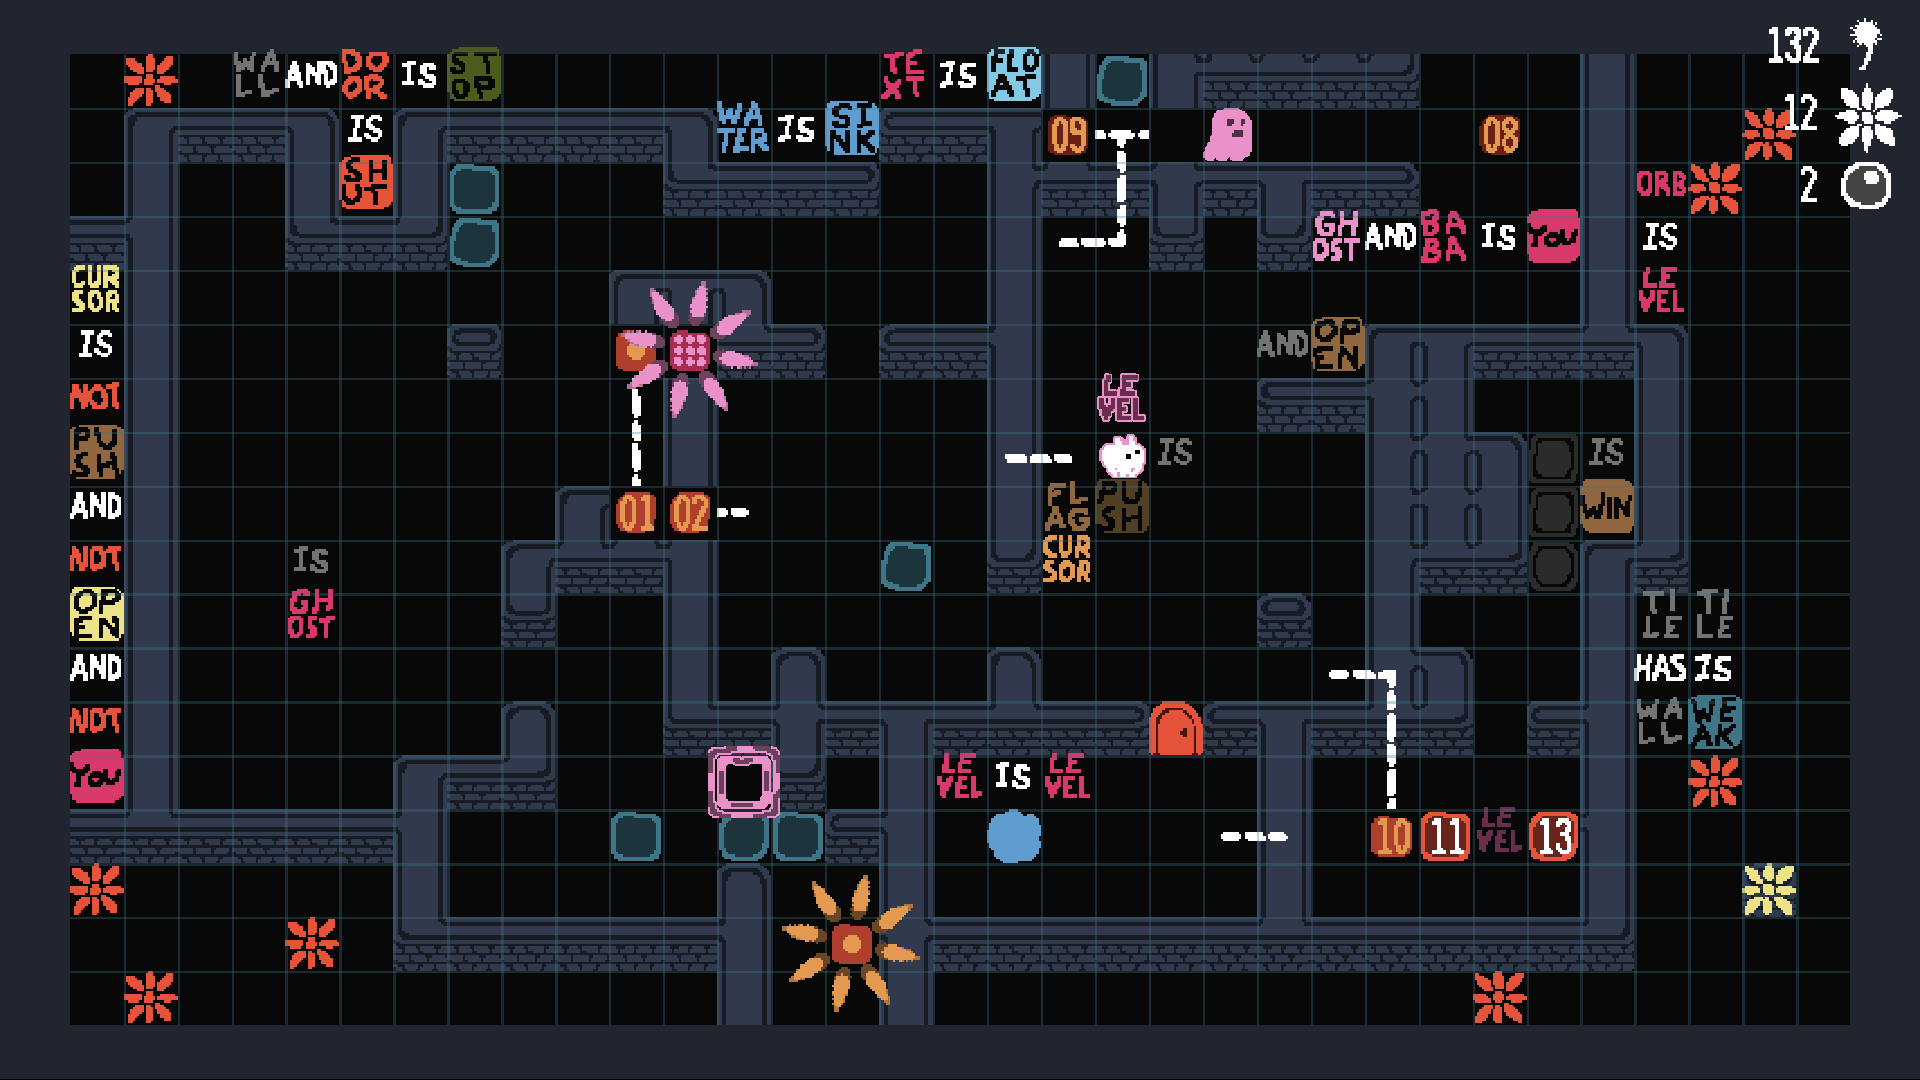 132
WALL AND DOOR IS STOP TEXT IS FLOAT
12
IS WATER IS SINK 09 08
SHUT ORB 2
GHOST AND BABA IS YOU IS
CURSOR LEVEL
IS AND OPEN
NOT LEVEL
PUSH IS IS
AND 01 02 FLAG PUSH WIN
NOT IS CURSOR
OPEN GHOST TILE TILE
AND HAS IS
NOT WALL WEAK
YOU LEVEL IS LEVEL
10 11 LEVEL 13